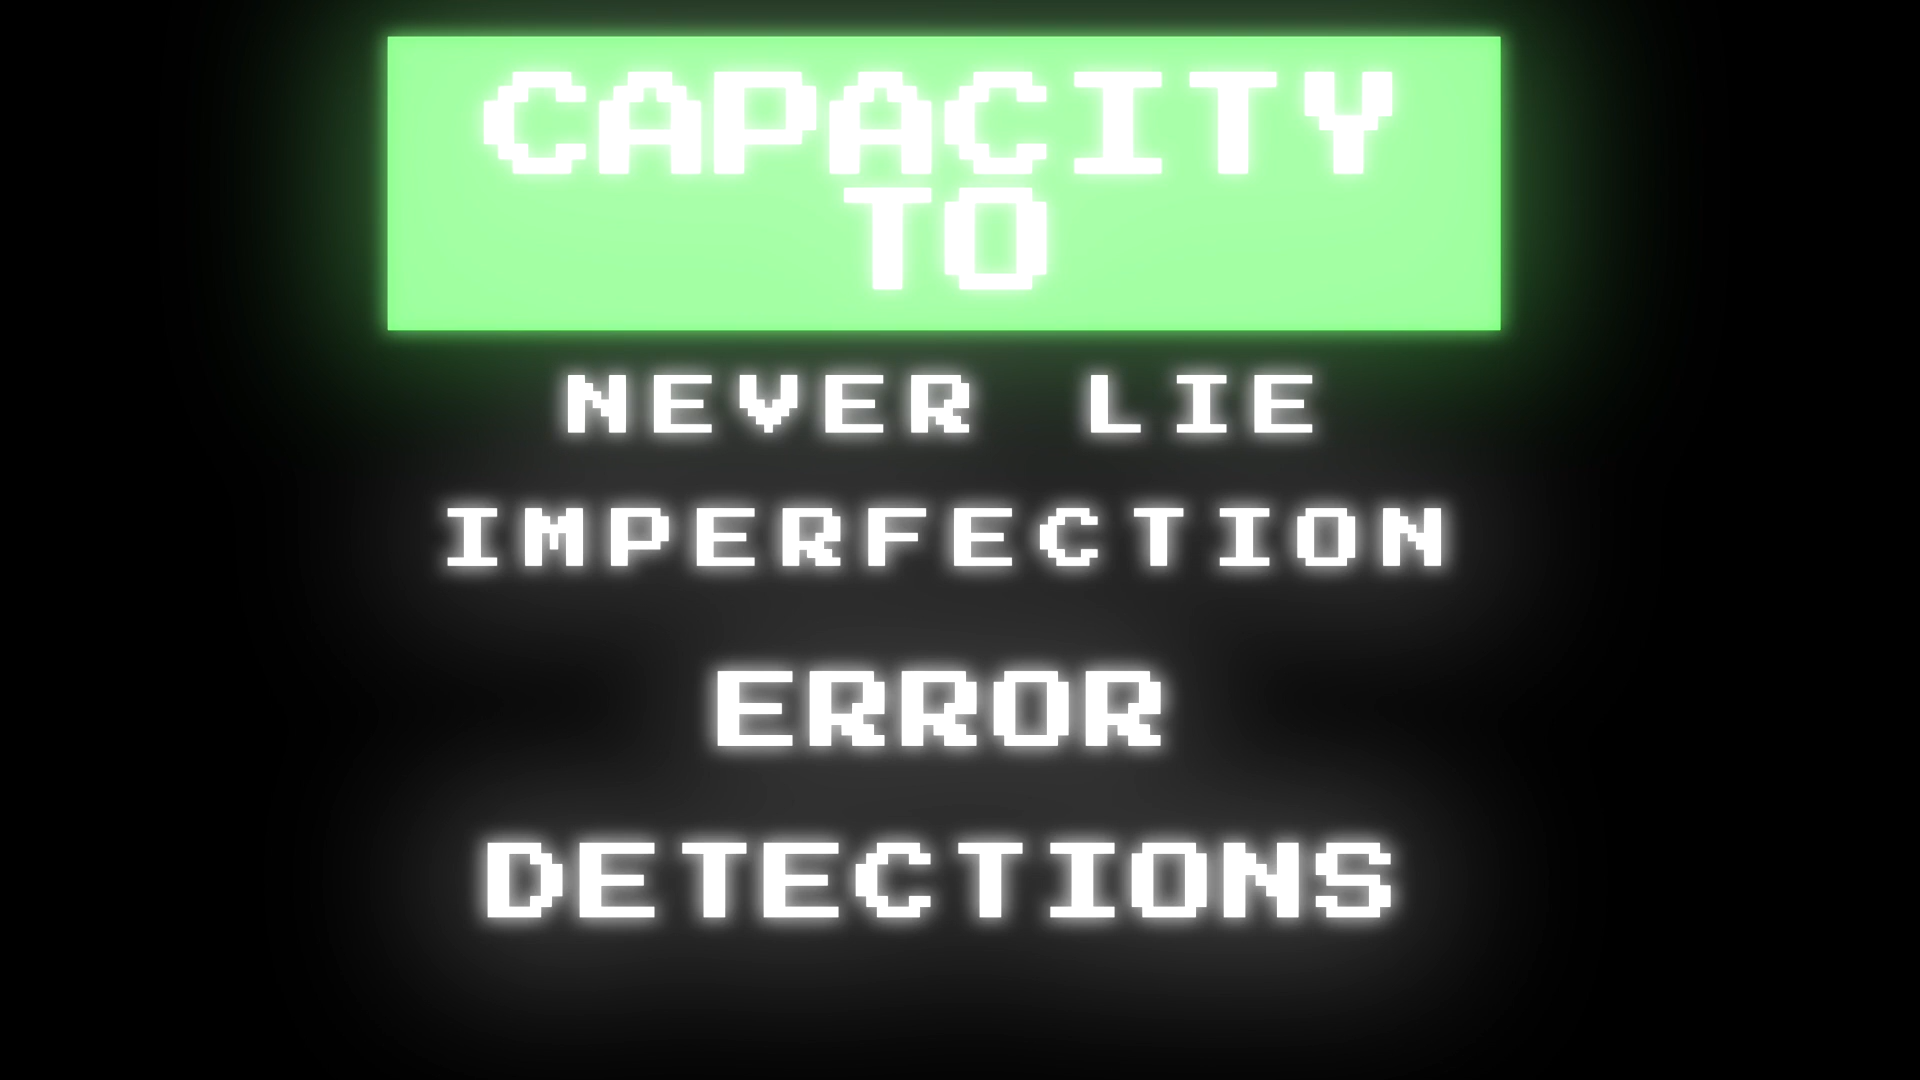 CAPACITY
TO
NEVER LIE
IMPERFECTION
ERROR
DETECTIONS